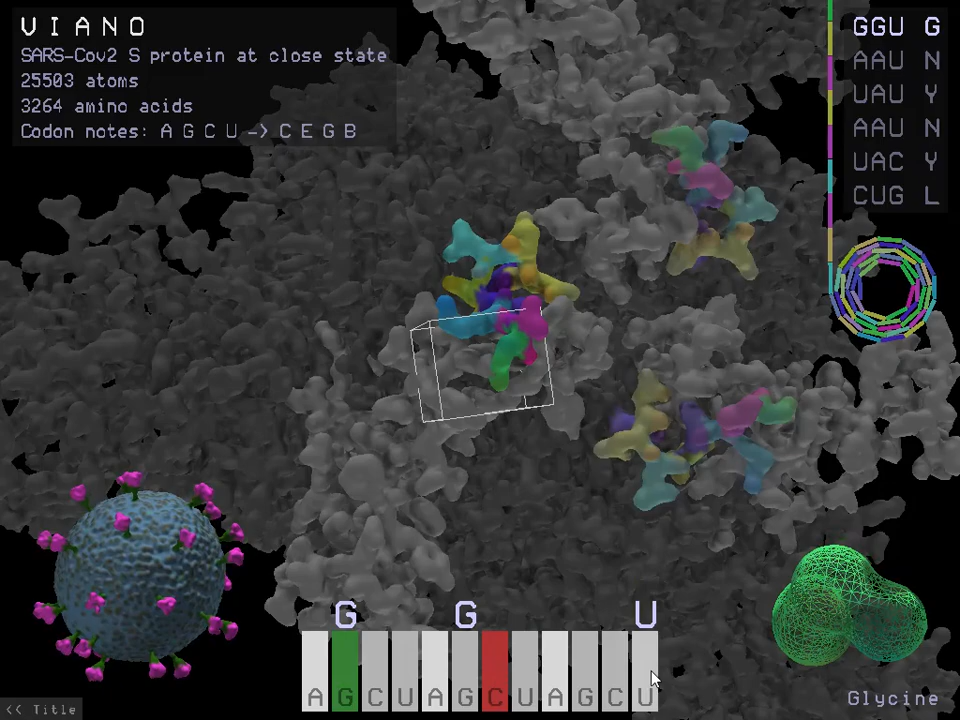 V I A N O
SARS-Cov2 S protein at close state
25503 atoms
3264 amino acids
Codon notes: A G C U -> C E G B
GGU G
AAU N
UAU Y
AAU N
UAC Y
CUG L
G G U
A G C U A G C U A G C U
Glycine
<< Title